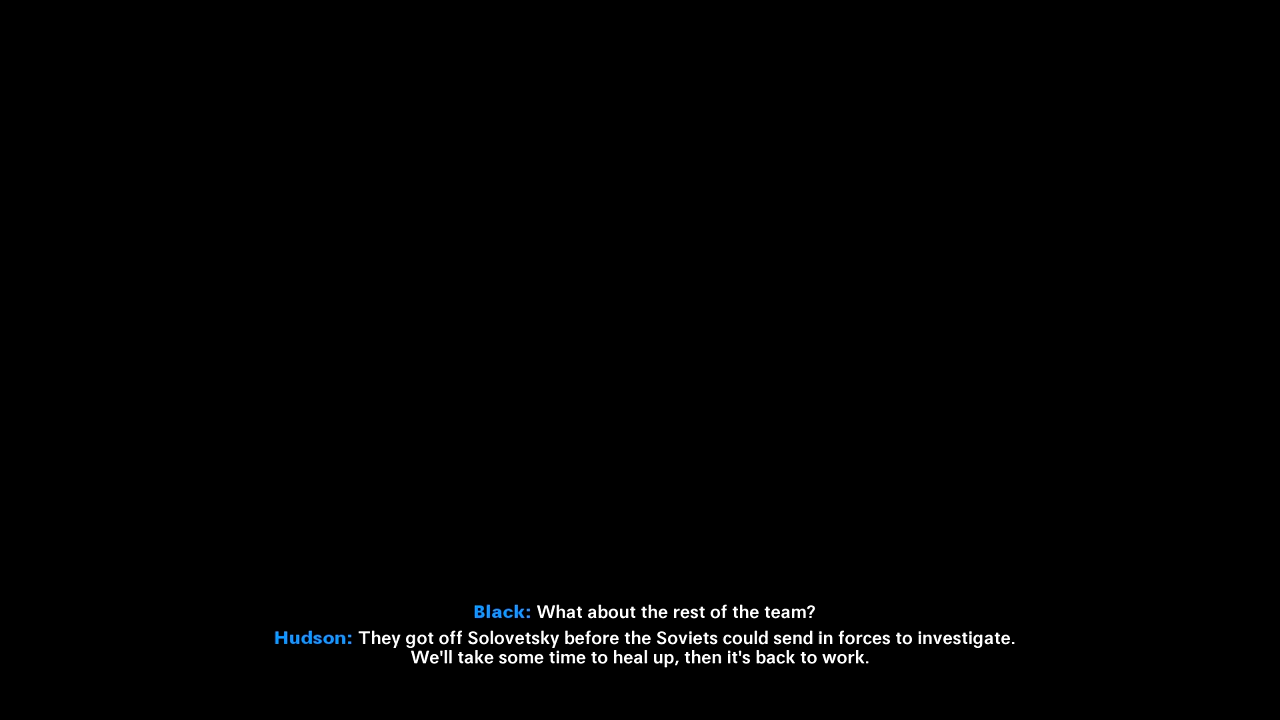 Black: What about the rest of the team?
Hudson: They got off Solovetsky before the Soviets could send in forces to investigate.
We'll take some time to heal up, then it's back to work.